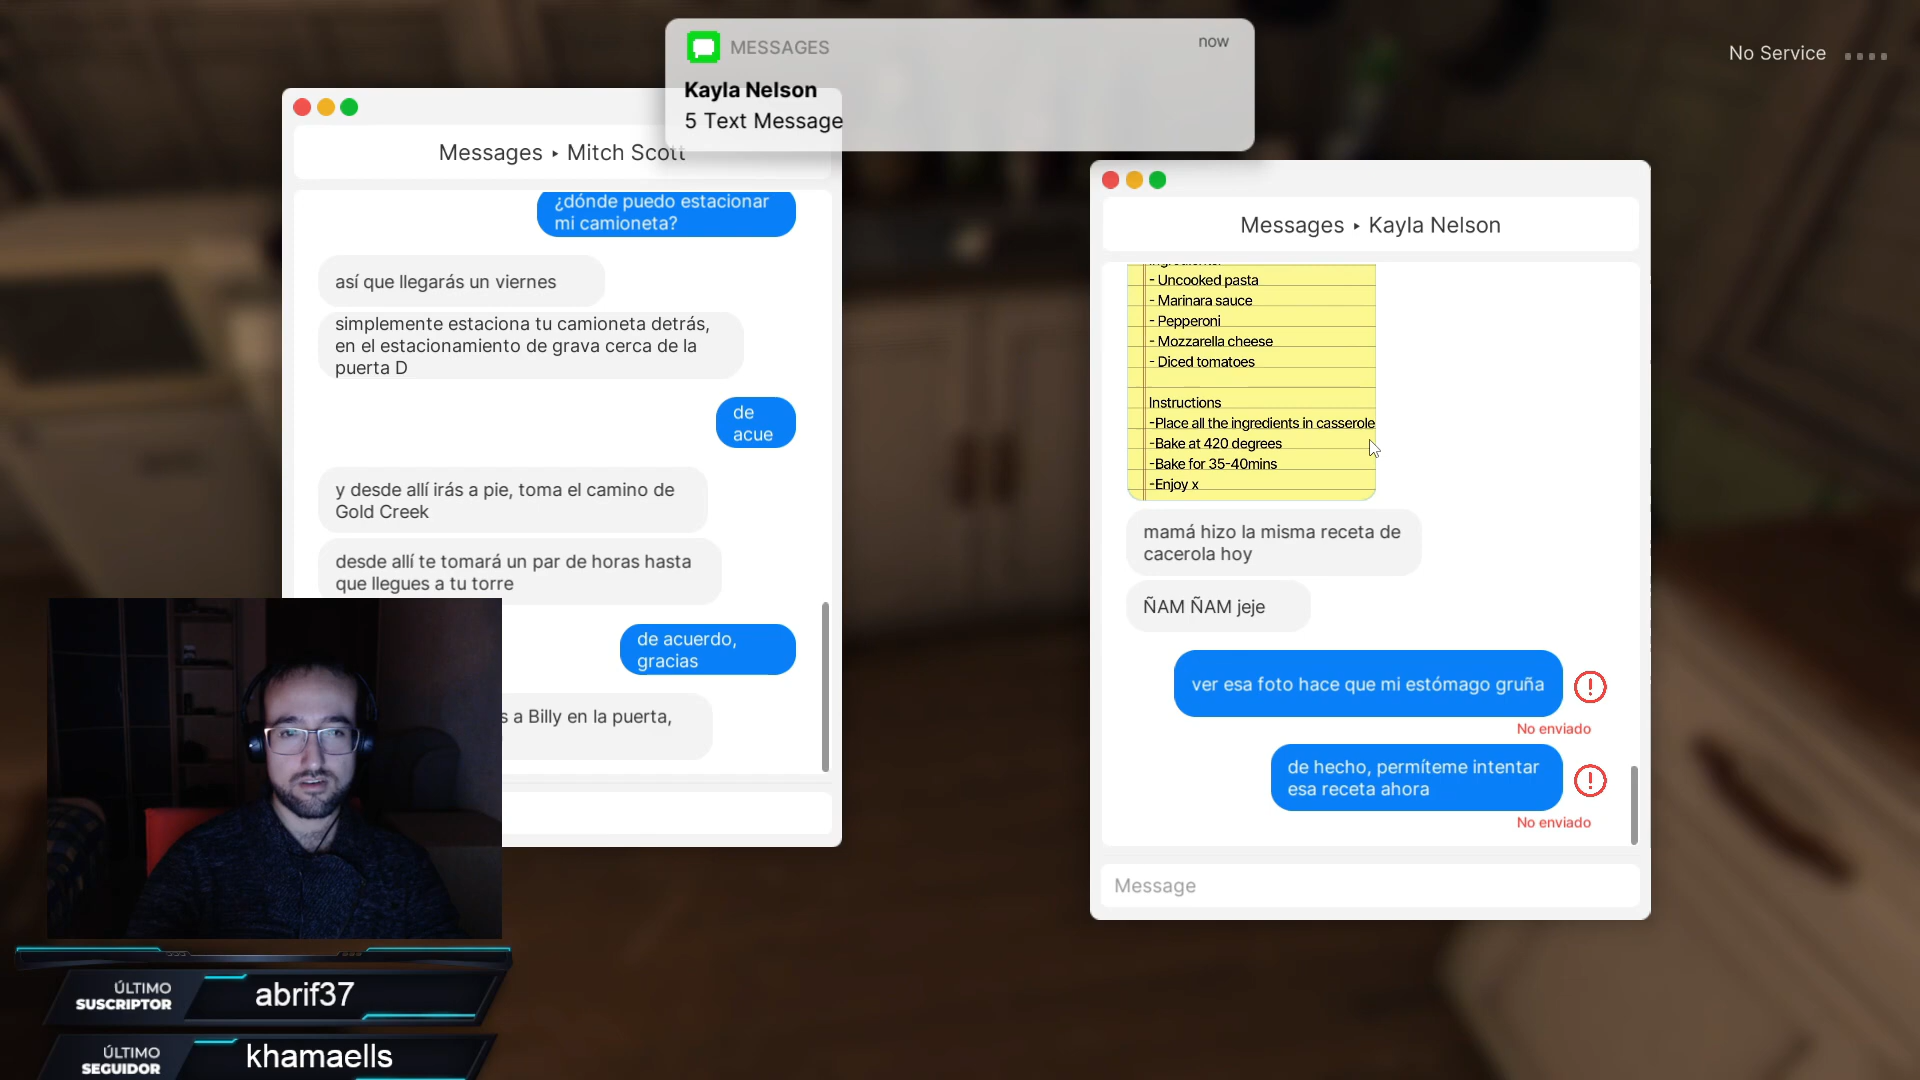 MESSAGES
now
Kayla Nelson
5 Text Message
No Service
Messages ‣ Mitch Scott
¿dónde puedo estacionar
mi camioneta?
así que llegarás un viernes
simplemente estaciona tu camioneta detrás,
en el estacionamiento de grava cerca de la
puerta D
de
acue
y desde allí irás a pie, toma el camino de
Gold Creek
desde allí te tomará un par de horas hasta
que llegues a tu torre
de acuerdo,
gracias
a Billy en la puerta,
Messages ‣ Kayla Nelson
- Uncooked pasta
- Marinara sauce
- Pepperoni
- Mozzarella cheese
- Diced tomatoes
Instructions
-Place all the ingredients in casserole
-Bake at 420 degrees
-Bake for 35-40mins
-Enjoy x
mamá hizo la misma receta de
cacerola hoy
ÑAM ÑAM jeje
ver esa foto hace que mi estómago gruña
No enviado
de hecho, permíteme intentar
esa receta ahora
No enviado
Message
ÚLTIMO
SUSCRIPTOR
abrif37
ÚLTIMO
SEGUIDOR
khamaells